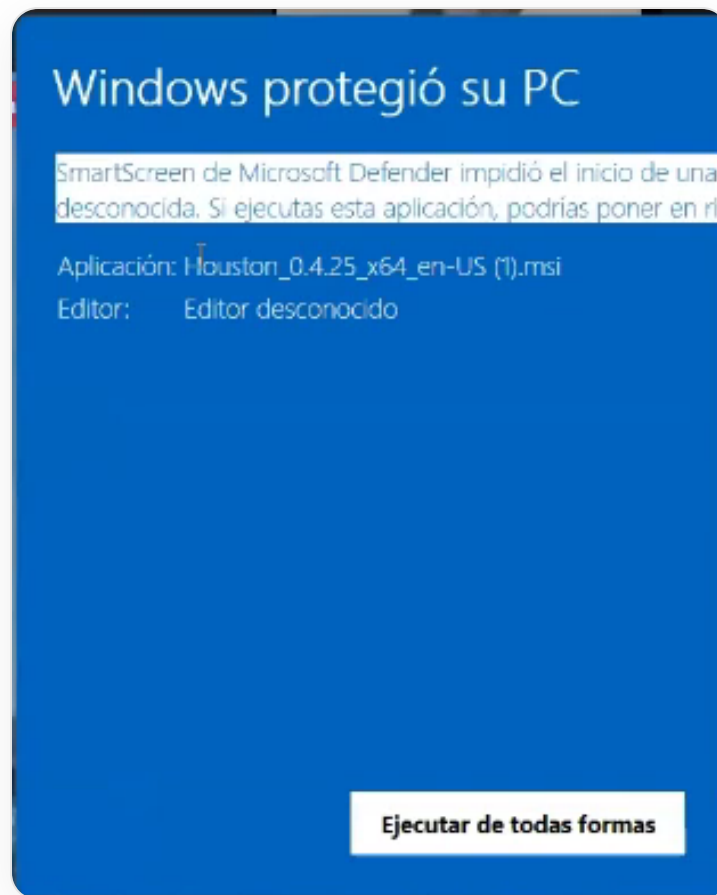 Windows protegió su PC
SmartScreen de Microsoft Defender impidió el inicio de una
desconocida. Si ejecutas esta aplicación, podrías poner en
Aplicación: Houston_0.4.25_x64_en-US (1).msi
Editor: Editor desconocido
Ejecutar de todas formas